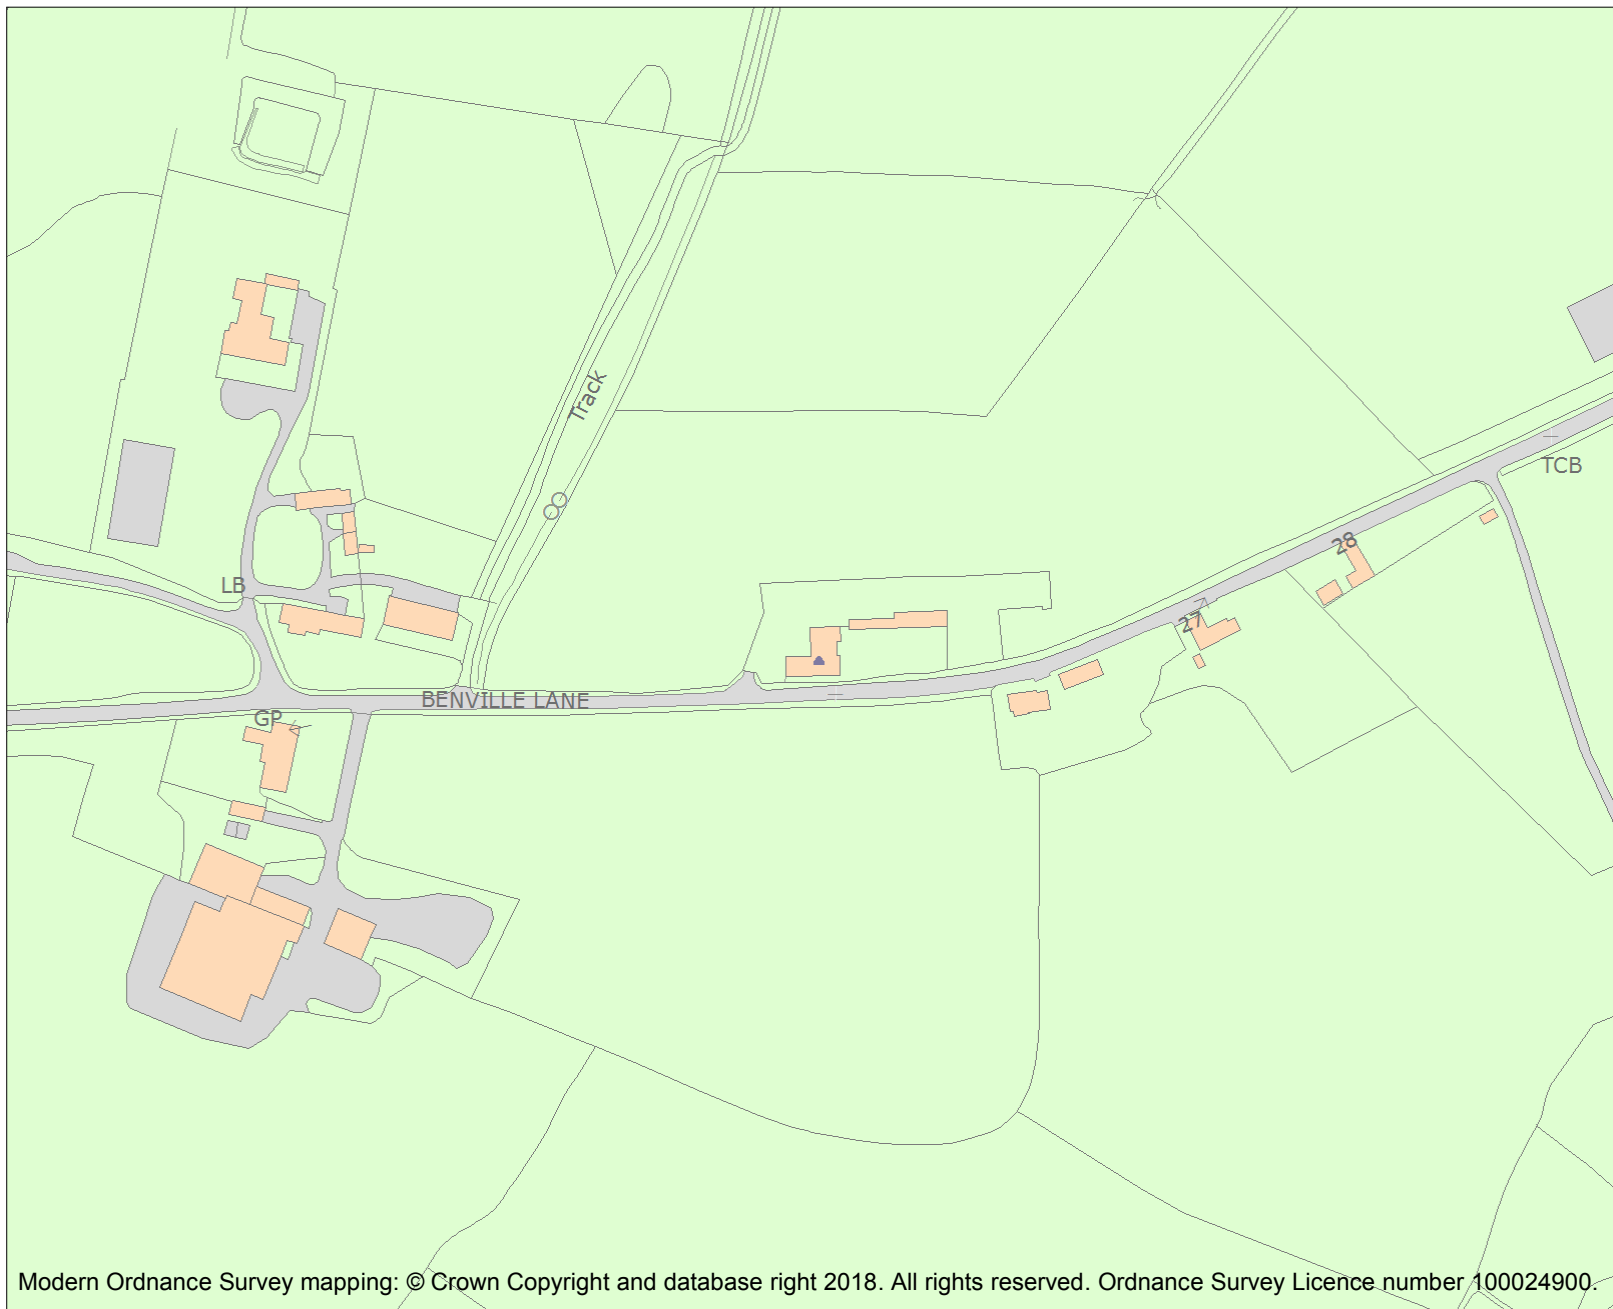 Track
TCB
28
LB
27
BENVILLE LANE
GP
Modern Ordnance Survey mapping: © Crown Copyright and database right 2018. All rights reserved. Ordnance Survey Licence number 100024900.